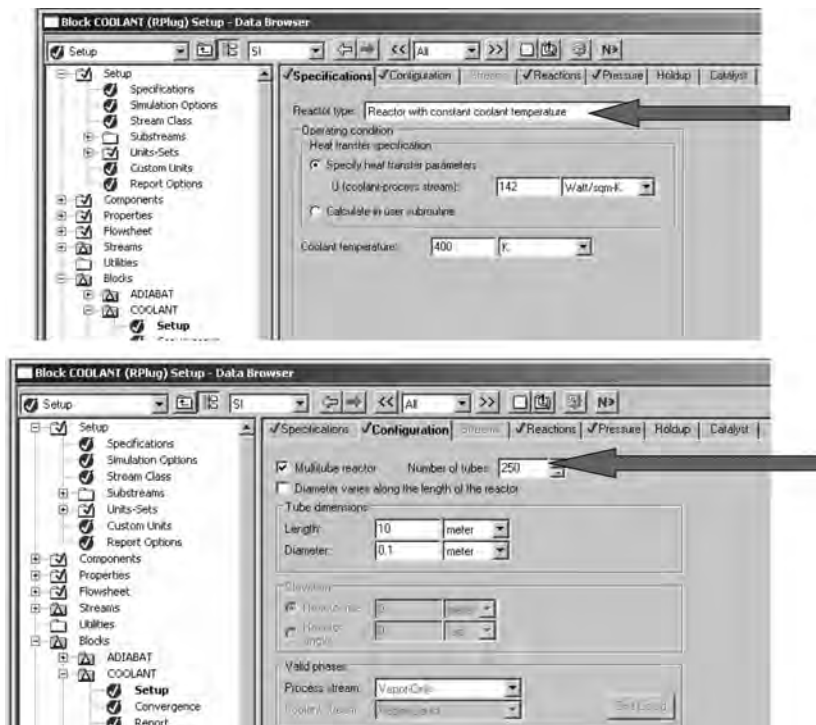 Block COOLANT (RPlug) Setup - Data Browser
Setup SI All N>
Setup
Specifications
Simulation Options
Stream Class
Substreams
Units-Sets
Custom Units
Report Options
Components
Properties
Flowsheet
Streams
Utilities
Blocks
ADIABAT
COOLANT
Setup
Specifications Configuration Streams Reactions Pressure Holdup Catalyst
Reactor type: Reactor with constant coolant temperature
Operating condition
Heat transfer specification
Specify heat transfer parameters
U (coolant-process stream): 142 Watt/sqm-K
Calculate in user subroutine
Coolant temperature: 400 K
Block COOLANT (RPlug) Setup - Data Browser
Setup SI All N>
Setup
Specifications
Simulation Options
Stream Class
Substreams
Units-Sets
Custom Units
Report Options
Components
Properties
Flowsheet
Streams
Utilities
Blocks
ADIABAT
COOLANT
Setup
Convergence
Report
Specifications Configuration Streams Reactions Pressure Holdup Catalyst
Multitube reactor Number of tubes: 250
Diameter varies along the length of the reactor
Tube dimensions
Length: 10 meter
Diameter: 0.1 meter
Elevation
0
0
Valid phases
Process stream: Vapor-Only